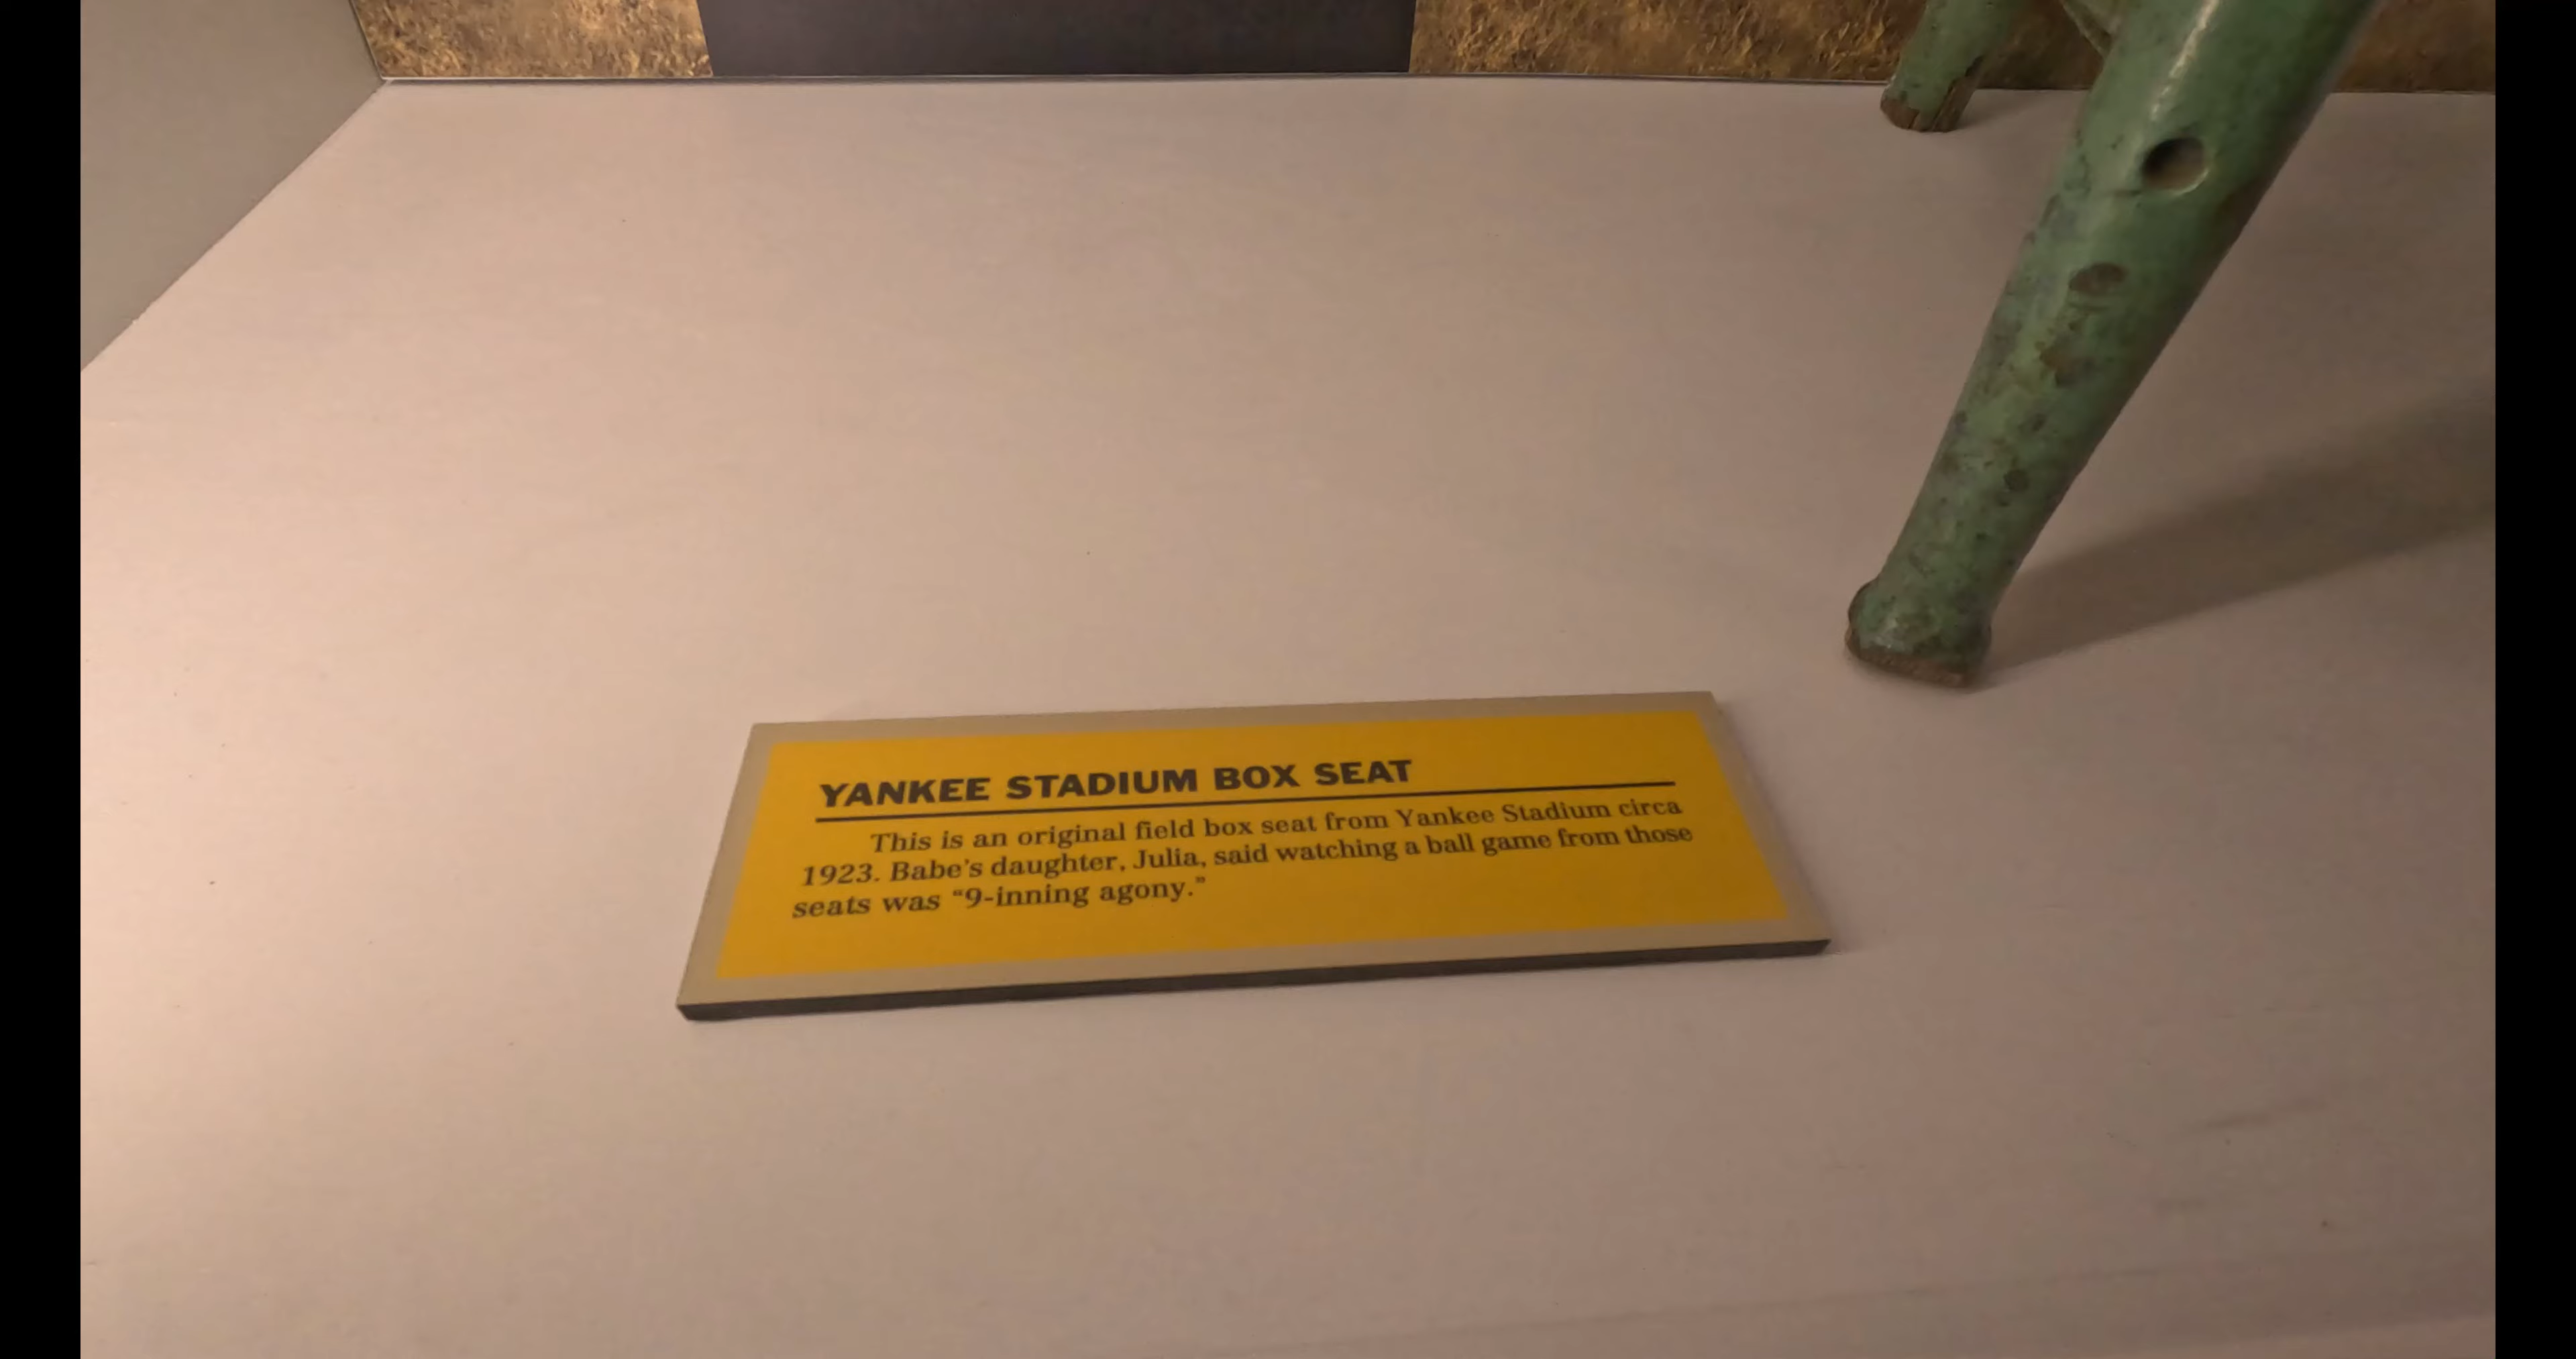 YANKEE STADIUM BOX SEAT
This is an original field box seat from Yankee Stadium circa
1923. Babe's daughter, Julia, said watching a ball game from those
seats was “9-inning agony.”